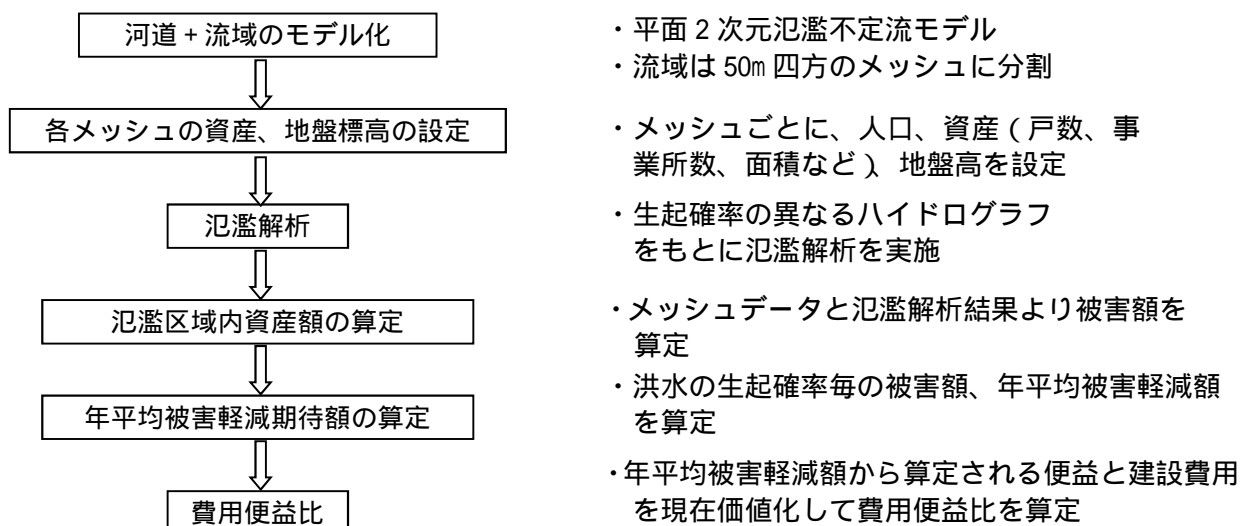 河道+流域のモデル化
・平面2次元氾濫不定流モデル
・流域は50m四方のメッシュに分割
各メッシュの資産、地盤標高の設定
・メッシュごとに、人口、資産(戸数、事
業所数、面積など)、地盤高を設定
氾濫解析
・生起確率の異なるハイドログラフ
をもとに氾濫解析を実施
氾濫区域内資産額の算定
・メッシュデータと氾濫解析結果より被害額を
算定
年平均被害軽減期待額の算定
・洪水の生起確率毎の被害額、年平均被害軽減額
を算定
費用便益比
・年平均被害軽減額から算定される便益と建設費用
を現在価値化して費用便益比を算定